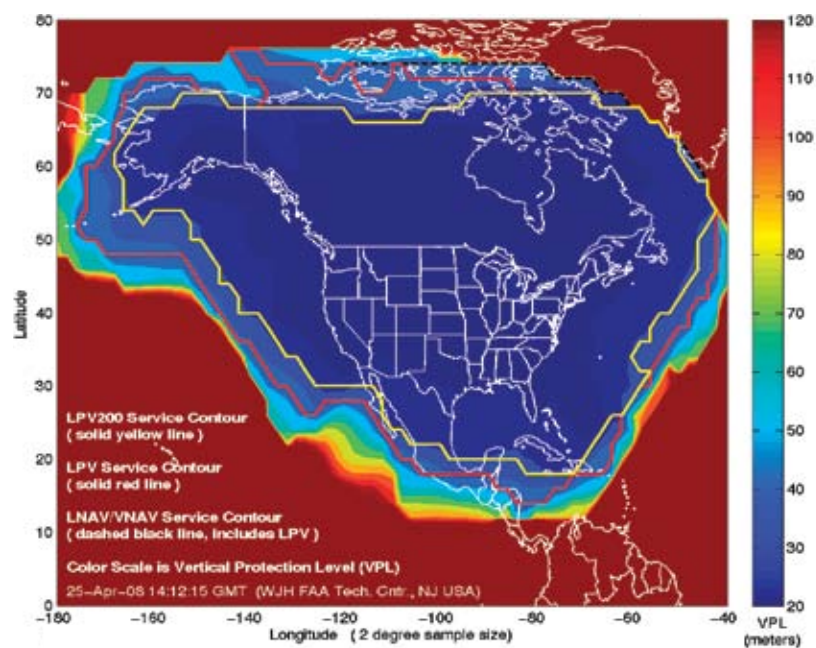 80
70
60
50
40
30
20
10
0
Latitude
LPV200 Service Contour
( solid yellow line )
LPV Service Contour
( solid red line )
LNAV/VNAV Service Contour
(dashed black line, includes LPV )
Color Scale is Vertical Protection Level (VPL)
25-Apr-08 14:12:15 GMT (WJH FAA Tech. Cntr., NJ USA)
-180 -160 -140 -120 -100 -80 -60 -40
Longitude ( 2 degree sample size)
120
110
100
90
80
70
60
50
40
30
20
VPL
(meters)